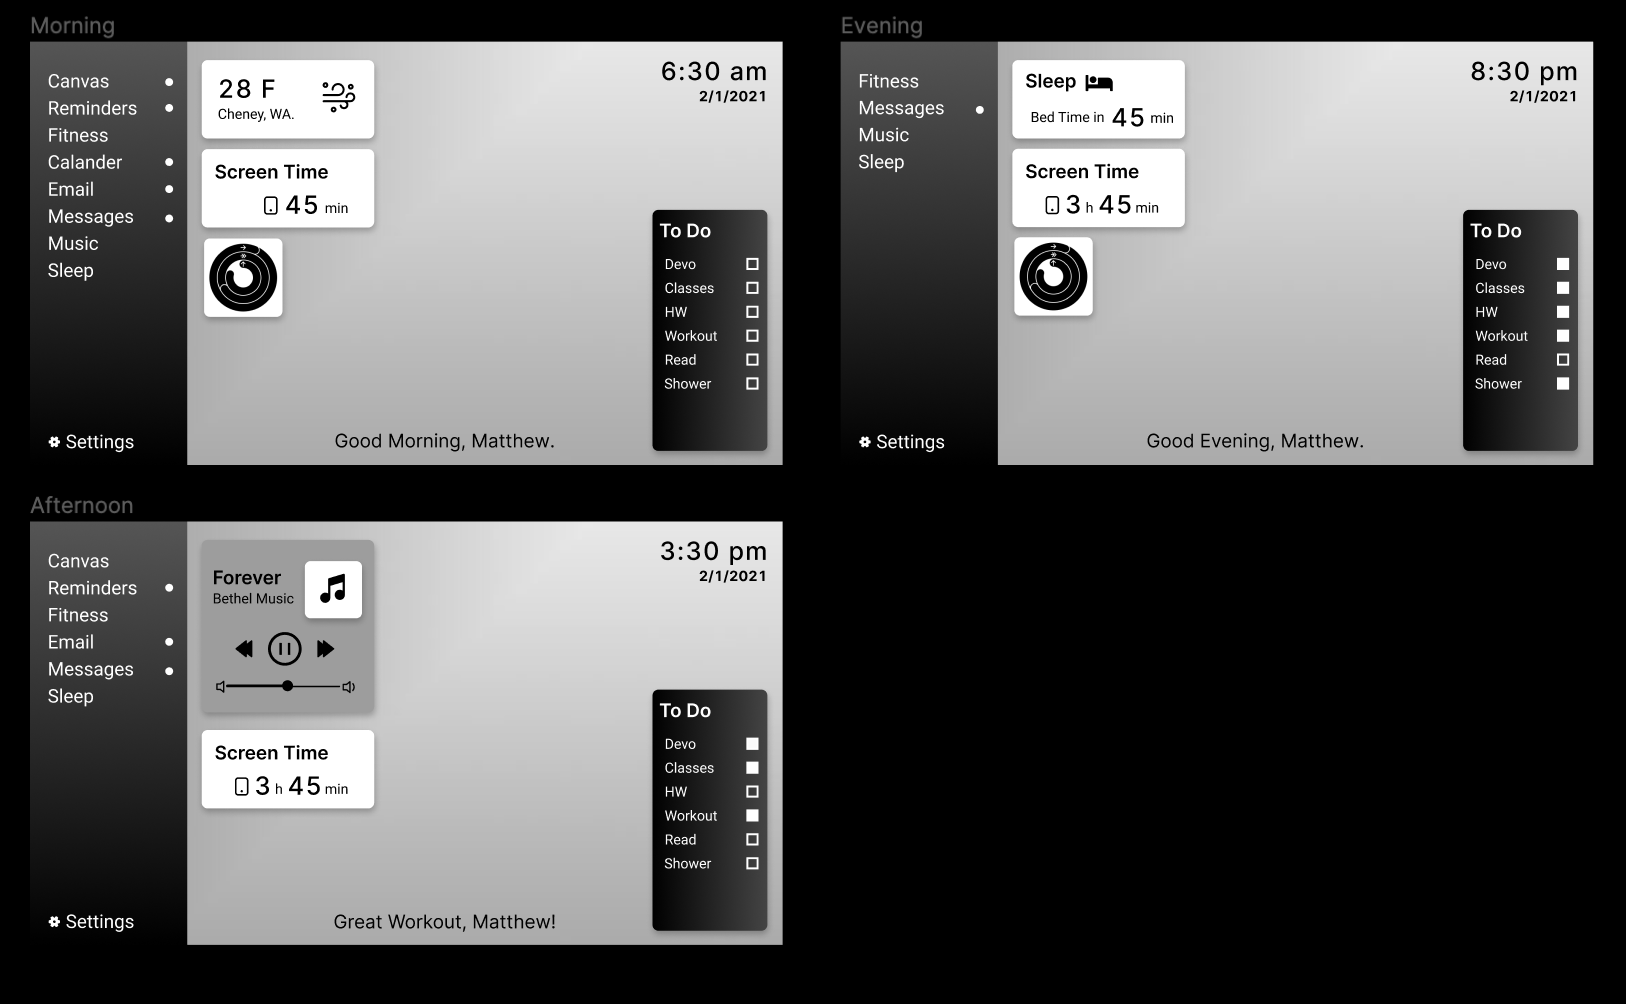 Morning
Canvas
Reminders
Fitness
Calander
Email
Messages
Music
Sleep
Settings
28 F
Cheney, WA.
Screen Time
45 min
6:30 am
2/1/2021
To Do
Devo
Classes
HW
Workout
Read
Shower
Good Morning, Matthew.
Evening
Fitness
Messages
Music
Sleep
Settings
Sleep
Bed Time in 45 min
Screen Time
3 h 45 min
8:30 pm
2/1/2021
To Do
Devo
Classes
HW
Workout
Read
Shower
Good Evening, Matthew.
Afternoon
Canvas
Reminders
Fitness
Email
Messages
Sleep
Settings
Forever
Bethel Music
Screen Time
3 h 45 min
3:30 pm
2/1/2021
To Do
Devo
Classes
HW
Workout
Read
Shower
Great Workout, Matthew!